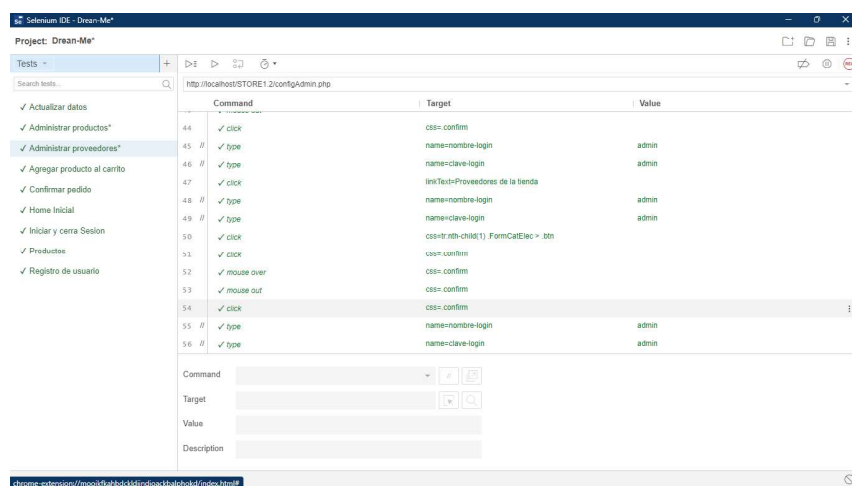 Selenium IDE - Drean-Me*
Project: Drean-Me*
Tests
Search tests...
✓ Actualizar datos
✓ Administrar productos*
✓ Administrar proveedores*
✓ Agregar producto al carrito
✓ Confirmar pedido
✓ Home Inicial
✓ Iniciar y cerra Sesion
✓ Productos
✓ Registro de usuario
http://localhost/STORE1.2/configAdmin.php
Command Target Value
✓ mouse out
44 ✓ click css=.confirm
45 // ✓ type name=nombre-login admin
46 // ✓ type name=clave-login admin
47 ✓ click linkText=Proveedores de la tienda
48 // ✓ type name=nombre-login admin
49 // ✓ type name=clave-login admin
50 ✓ click css=tr:nth-child(1) .FormCatElec > .btn
51 ✓ click css=.confirm
52 ✓ mouse over css=.confirm
53 ✓ mouse out css=.confirm
54 ✓ click css=.confirm
55 // ✓ type name=nombre-login admin
56 // ✓ type name=clave-login admin
Command
//
Target
Value
Description